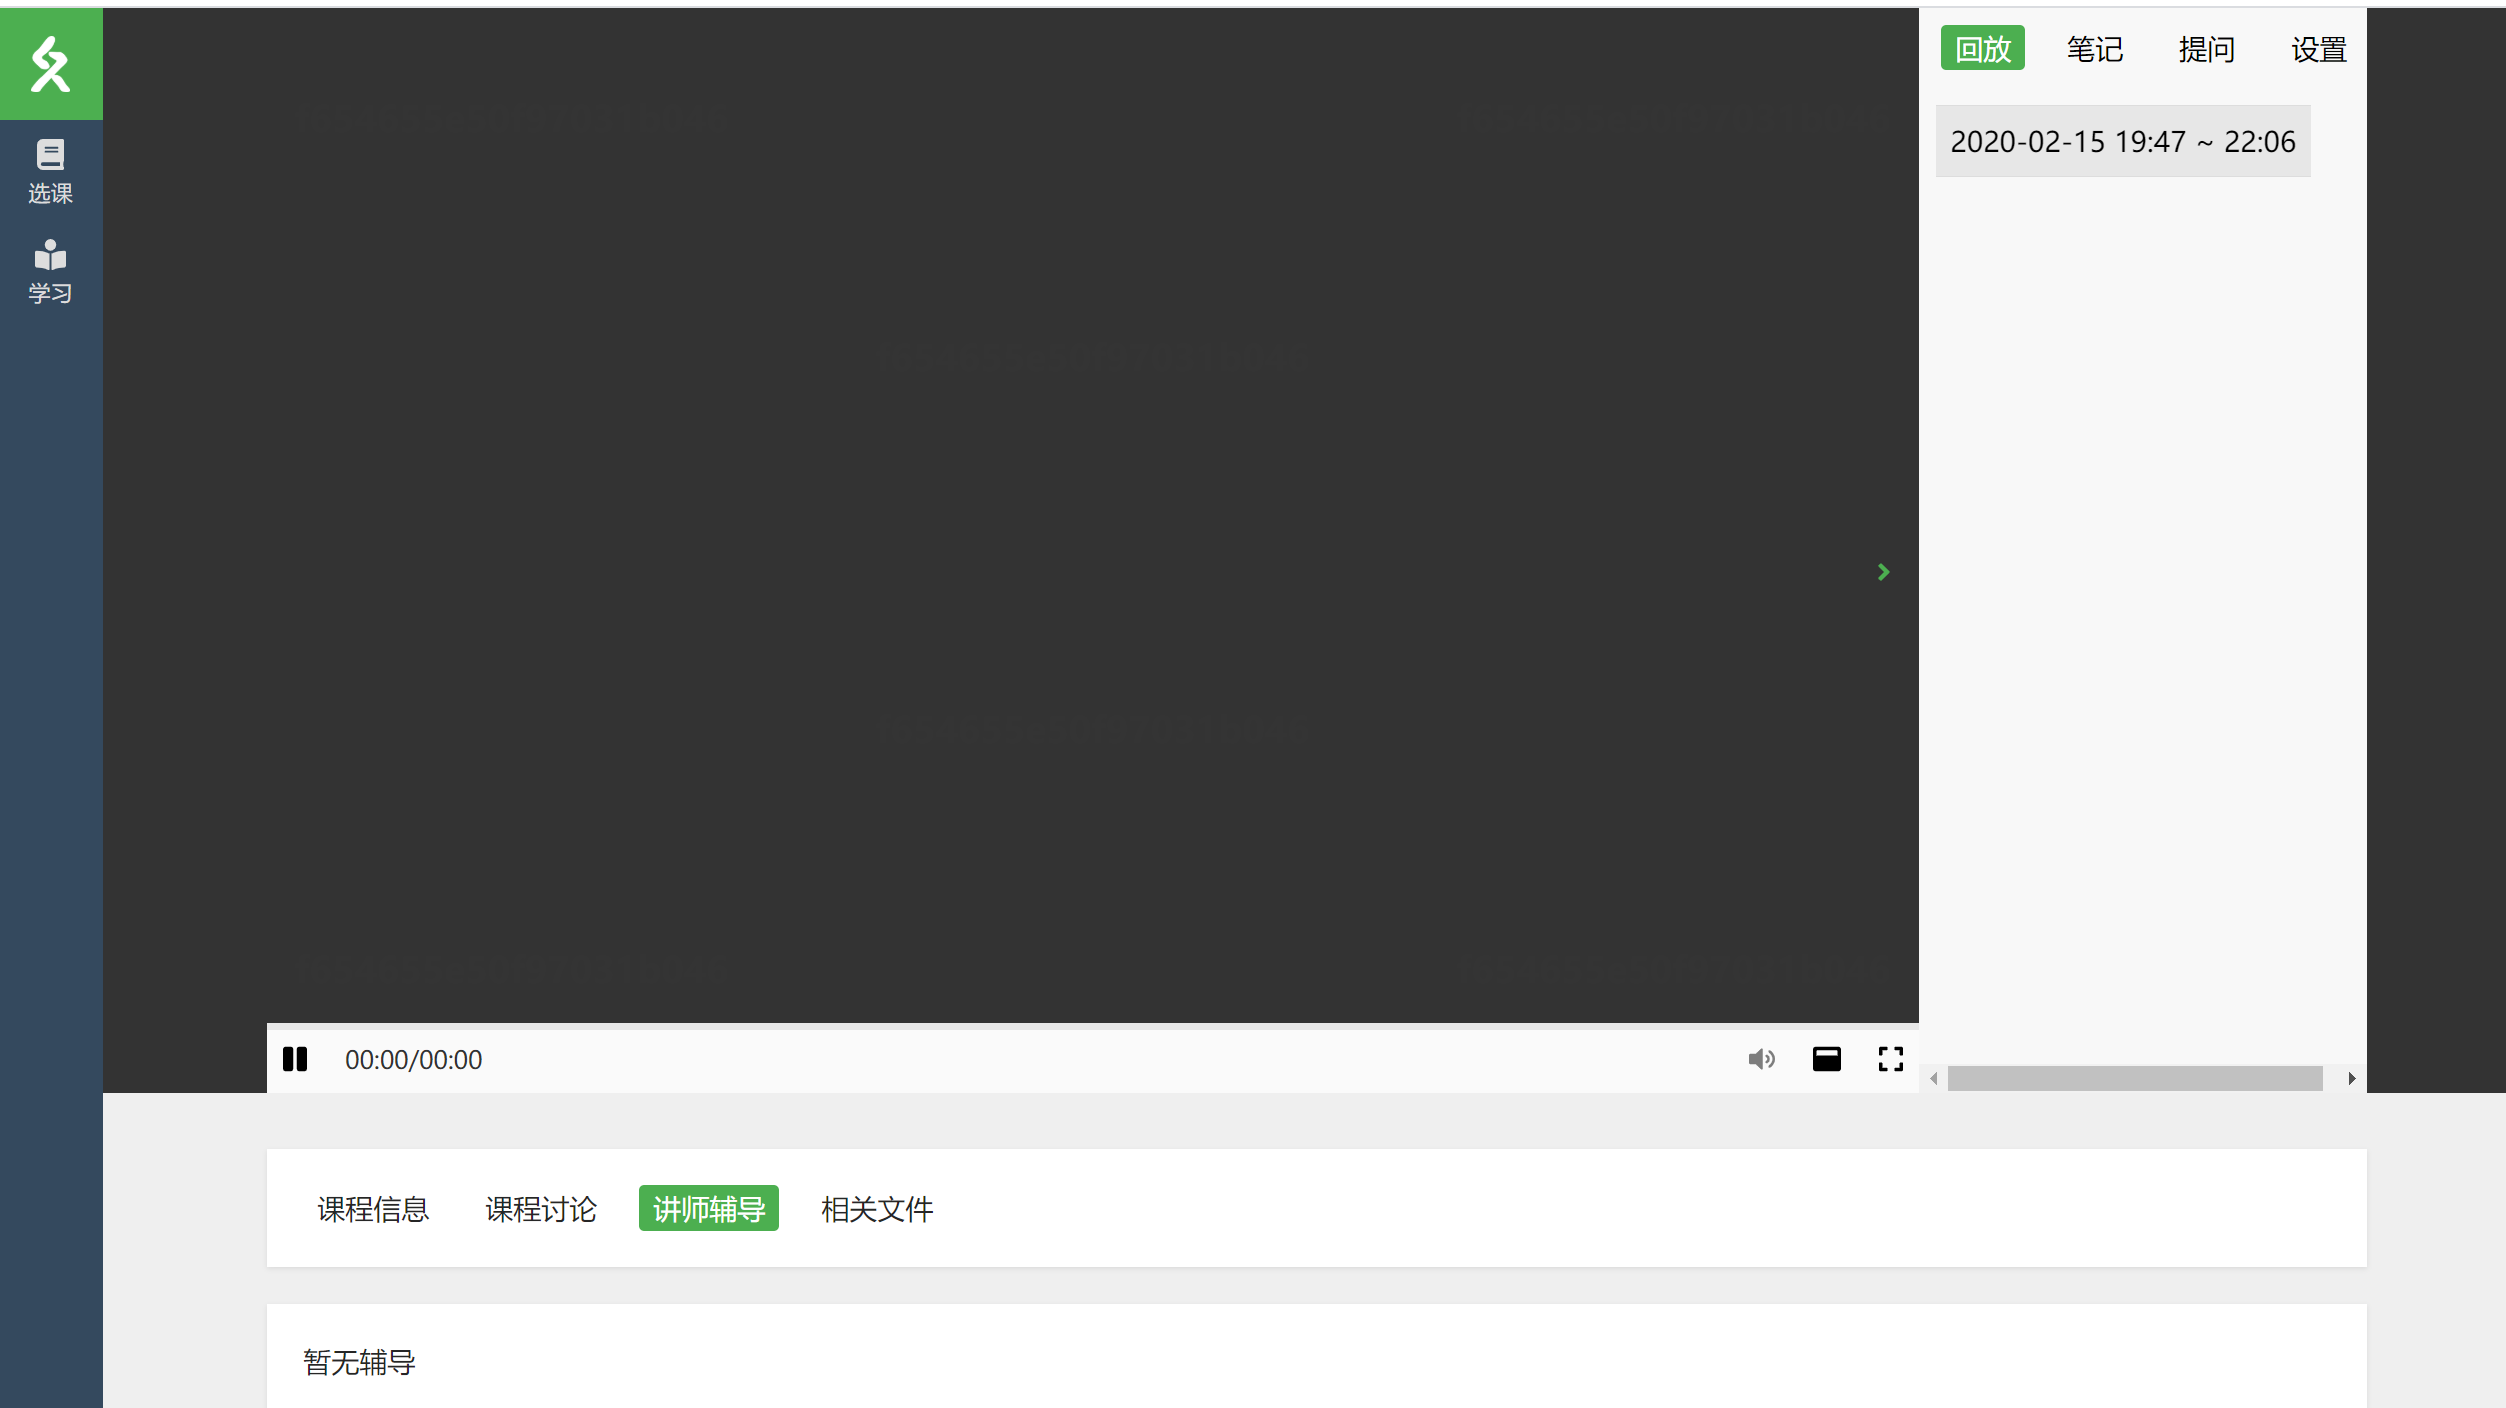 选课
学习
回放 笔记 提问 设置
2020-02-15 19:47 ~ 22:06
00:00/00:00
课程信息 课程讨论 讲师辅导 相关文件
暂无辅导